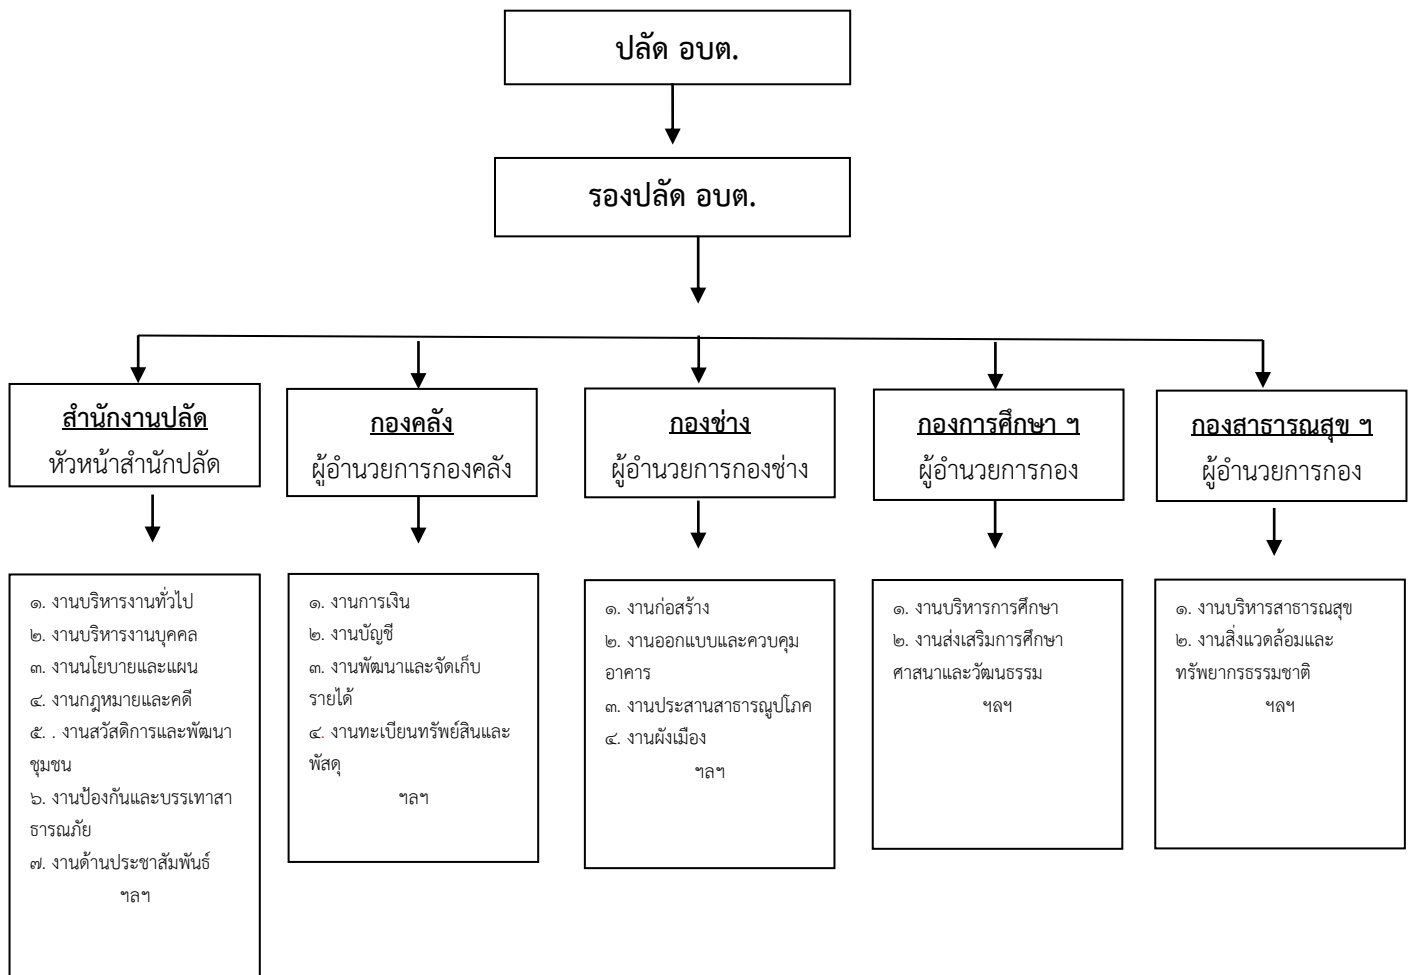 ปลัด อบต.
รองปลัด อบต.
สำนักงานปลัด
หัวหน้าสำนักปลัด
กองคลัง
ผู้อำนวยการกองคลัง
กองช่าง
ผู้อำนวยการกองช่าง
กองการศึกษา ฯ
ผู้อำนวยการกอง
กองสาธารณสุข ฯ
ผู้อำนวยการกอง
๑. งานบริหารงานทั่วไป
๒. งานบริหารงานบุคคล
๓. งานนโยบายและแผน
๔. งานกฎหมายและคดี
๕. . งานสวัสดิการและพัฒนา
ชุมชน
๖. งานป้องกันและบรรเทาสา
ธารณภัย
๗. งานด้านประชาสัมพันธ์
ฯลฯ
๑. งานการเงิน
๒. งานบัญชี
๓. งานพัฒนาและจัดเก็บ
รายได้
๔. งานทะเบียนทรัพย์สินและ
พัสดุ
ฯลฯ
๑. งานก่อสร้าง
๒. งานออกแบบและควบคุม
อาคาร
๓. งานประสานสาธารณูปโภค
๔. งานผังเมือง
ฯลฯ
๑. งานบริหารการศึกษา
๒. งานส่งเสริมการศึกษา
ศาสนาและวัฒนธรรม
ฯลฯ
๑. งานบริหารสาธารณสุข
๒. งานสิ่งแวดล้อมและ
ทรัพยากรธรรมชาติ
ฯลฯ